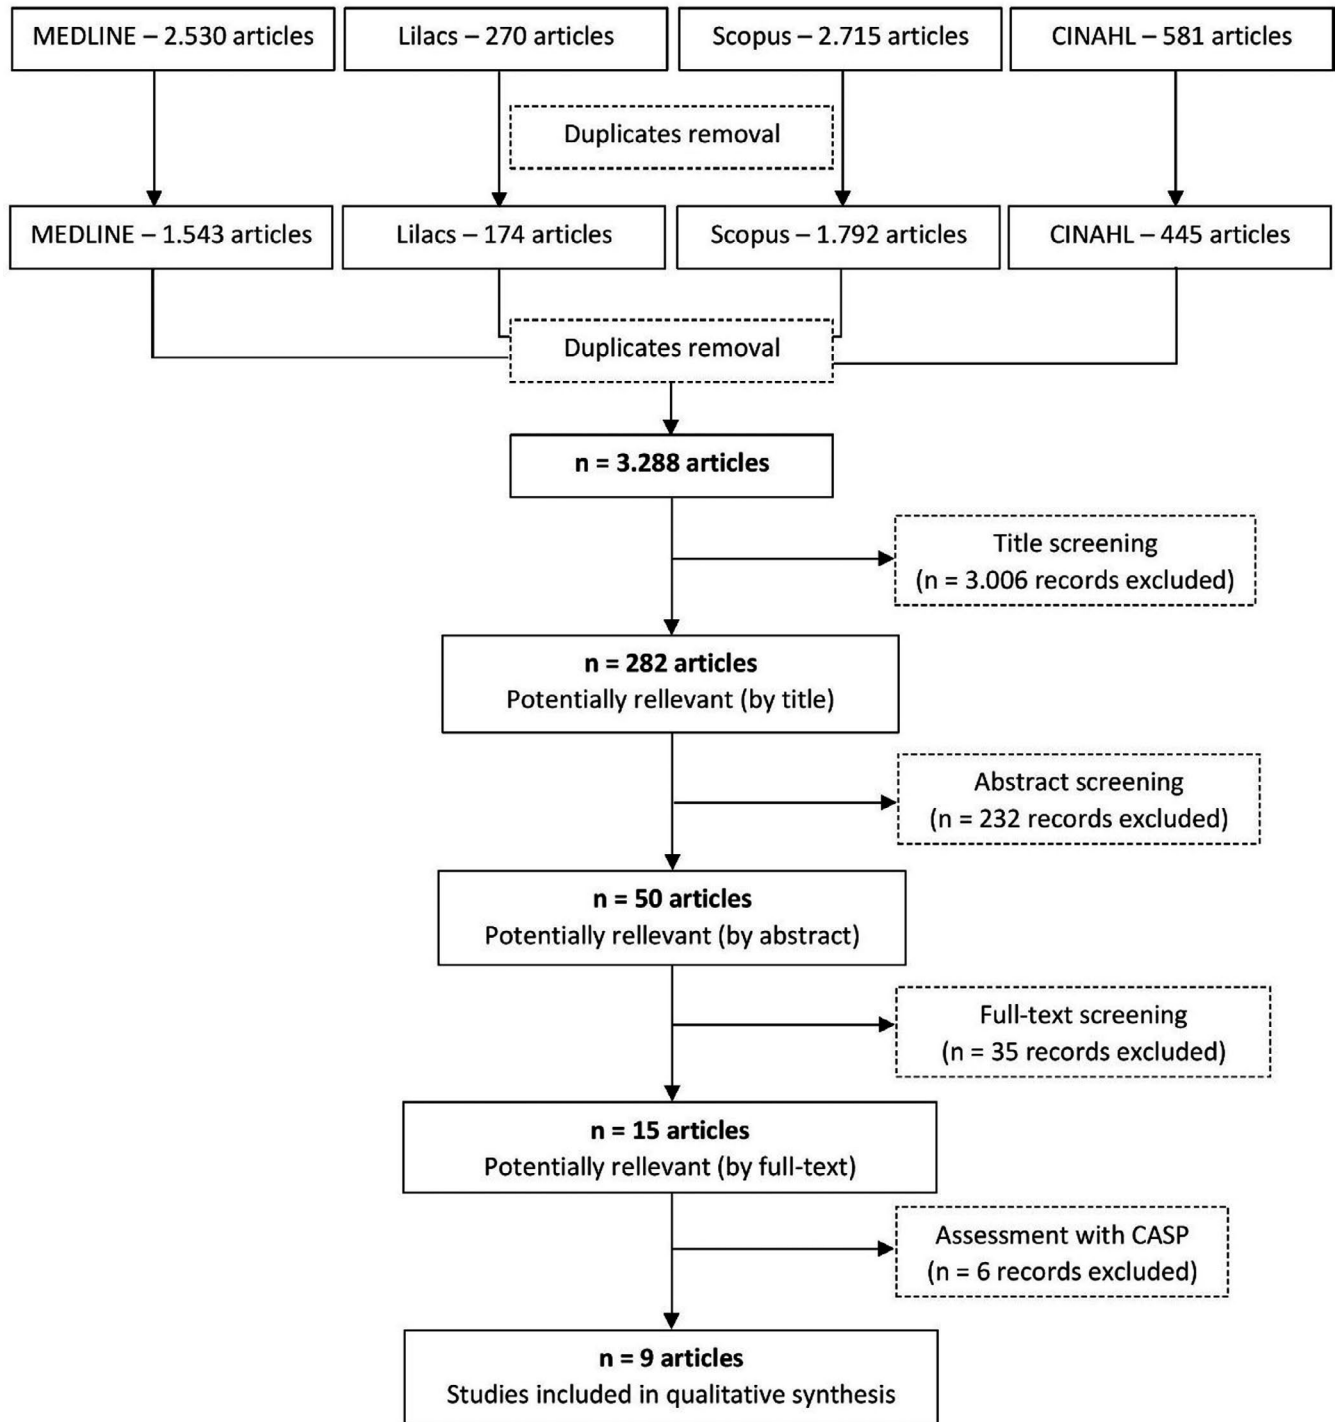 MEDLINE – 2.530 articles
Lilacs – 270 articles
Scopus – 2.715 articles
CINAHL – 581 articles
Duplicates removal
MEDLINE – 1.543 articles
Lilacs – 174 articles
Scopus – 1.792 articles
CINAHL – 445 articles
Duplicates removal
n = 3.288 articles
Title screening
(n = 3.006 records excluded)
n = 282 articles
Potentially rellevant (by title)
Abstract screening
(n = 232 records excluded)
n = 50 articles
Potentially rellevant (by abstract)
Full-text screening
(n = 35 records excluded)
n = 15 articles
Potentially rellevant (by full-text)
Assessment with CASP
(n = 6 records excluded)
n = 9 articles
Studies included in qualitative synthesis